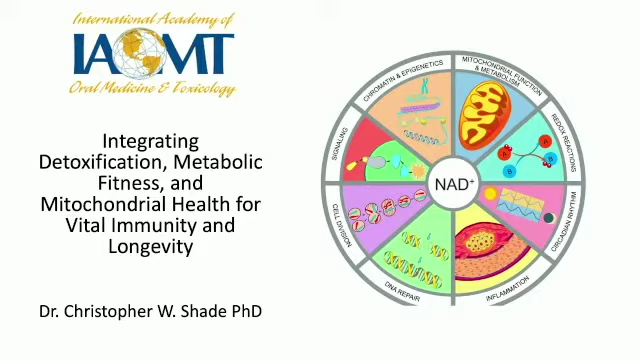 International Academy of
IAOMT
Oral Medicine & Toxicology
Integrating
Detoxification, Metabolic
Fitness, and
Mitochondrial Health for
Vital Immunity and
Longevity
Dr. Christopher W. Shade PhD
CHROMATIN & EPIGENETICS
MITOCHONDRIAL FUNCTION
& METABOLISM
REDOX REACTIONS
CIRCADIAN RHYTHM
INFLAMMATION
DNA REPAIR
CELL DIVISION
SIGNALING
NAD⁺
A
A
B
B